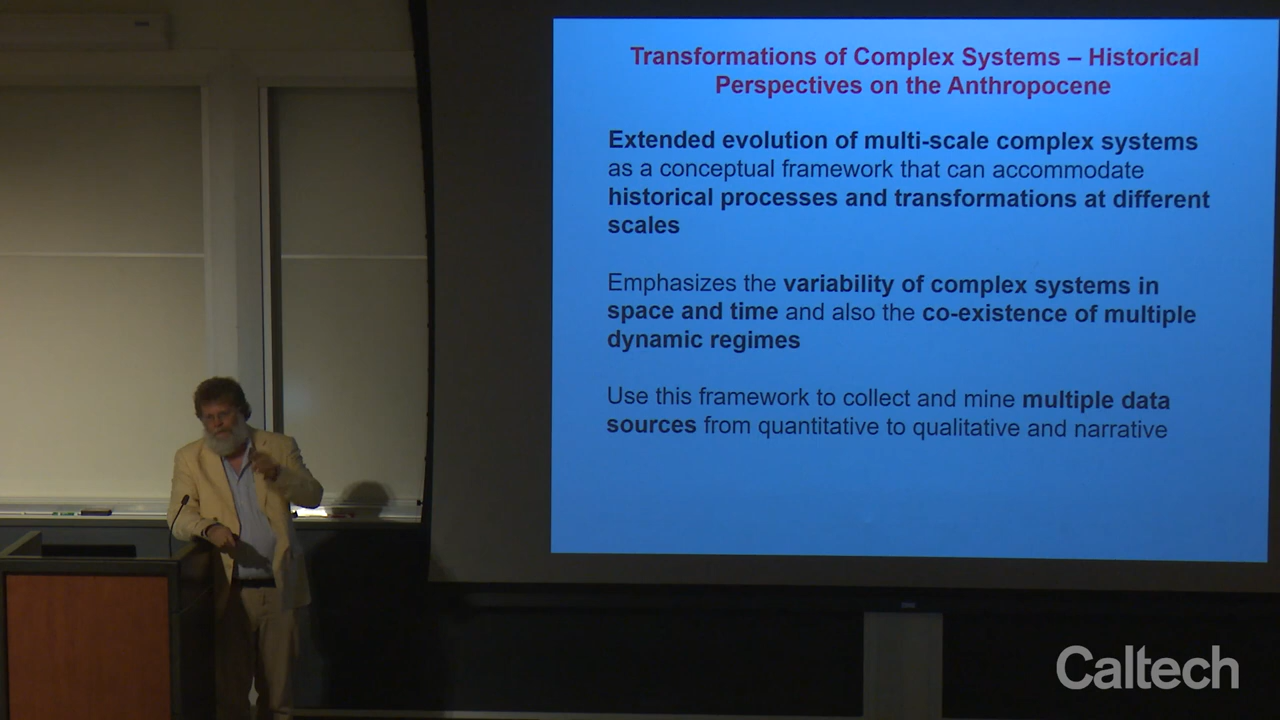 Transformations of Complex Systems – Historical
Perspectives on the Anthropocene
Extended evolution of multi-scale complex systems
as a conceptual framework that can accommodate
historical processes and transformations at different
scales
Emphasizes the variability of complex systems in
space and time and also the co-existence of multiple
dynamic regimes
Use this framework to collect and mine multiple data
sources from quantitative to qualitative and narrative
Caltech